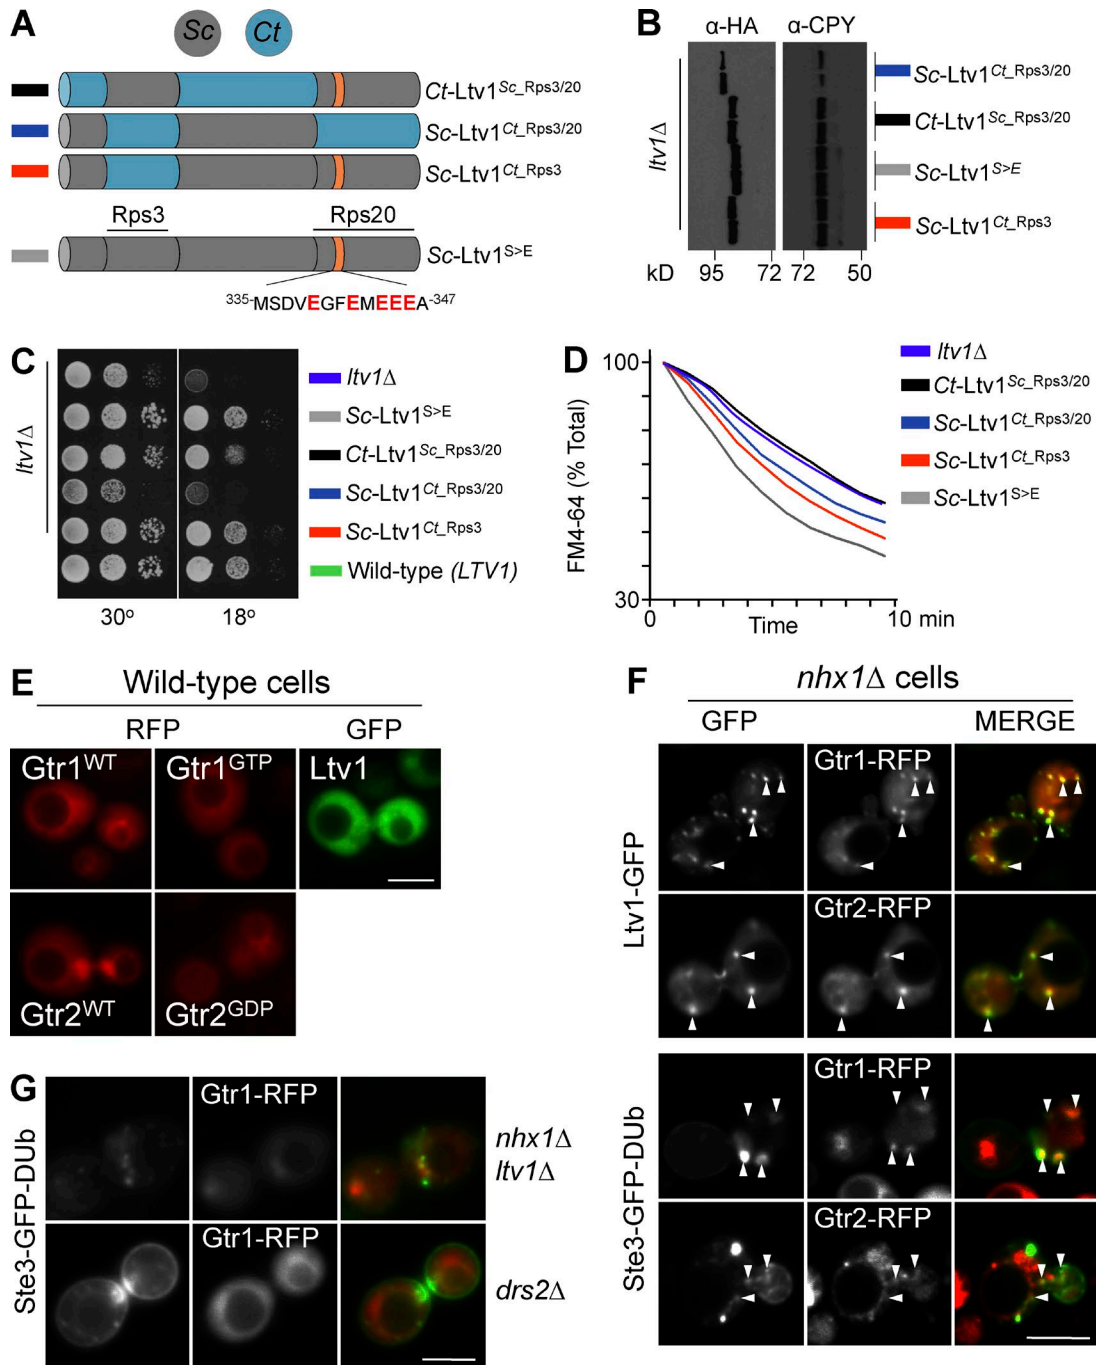 A
Sc
Ct
Ct-Ltv1Sc_Rps3/20
Sc-Ltv1Ct_Rps3/20
Sc-Ltv1Ct_Rps3
Rps3
Rps20
Sc-Ltv1S>E
335-MSDVEGFEMEEEA-347
B
α-HA
α-CPY
ltv1Δ
Sc-Ltv1Ct_Rps3/20
Ct-Ltv1Sc_Rps3/20
Sc-Ltv1S>E
Sc-Ltv1Ct_Rps3
kD
95
72
72
50
C
ltv1Δ
ltv1Δ
Sc-Ltv1S>E
Ct-Ltv1Sc_Rps3/20
Sc-Ltv1Ct_Rps3/20
Sc-Ltv1Ct_Rps3
Wild-type (LTV1)
30o
18o
D
100
FM4-64 (% Total)
30
0
Time
10 min
ltv1Δ
Ct-Ltv1Sc_Rps3/20
Sc-Ltv1Ct_Rps3/20
Sc-Ltv1Ct_Rps3
Sc-Ltv1S>E
E
Wild-type cells
RFP
GFP
Gtr1WT
Gtr1GTP
Ltv1
Gtr2WT
Gtr2GDP
F
nhx1Δ cells
GFP
MERGE
Ltv1-GFP
Gtr1-RFP
Gtr2-RFP
Ste3-GFP-DUb
Gtr1-RFP
Gtr2-RFP
G
Ste3-GFP-DUb
Gtr1-RFP
nhx1Δ
ltv1Δ
Gtr1-RFP
drs2Δ